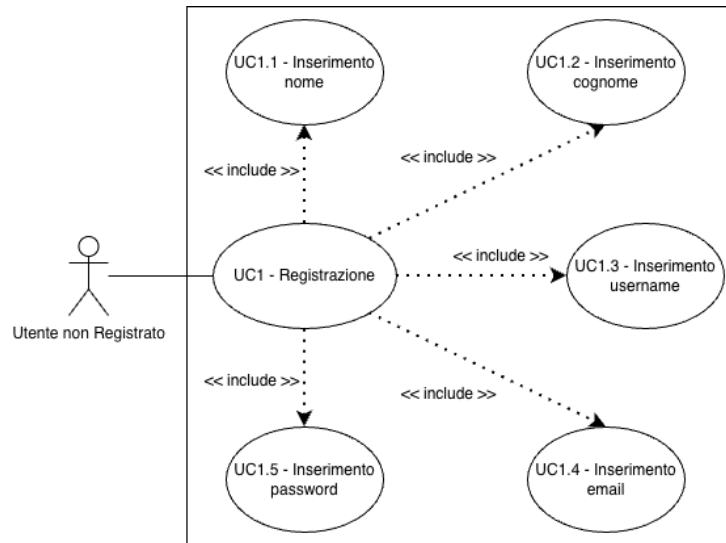 UC1.1 - Inserimento
nome
UC1.2 - Inserimento
cognome
<< include >>
<< include >>
UC1 - Registrazione
<< include >>
UC1.3 - Inserimento
username
Utente non Registrato
<< include >>
<< include >>
UC1.5 - Inserimento
password
UC1.4 - Inserimento
email